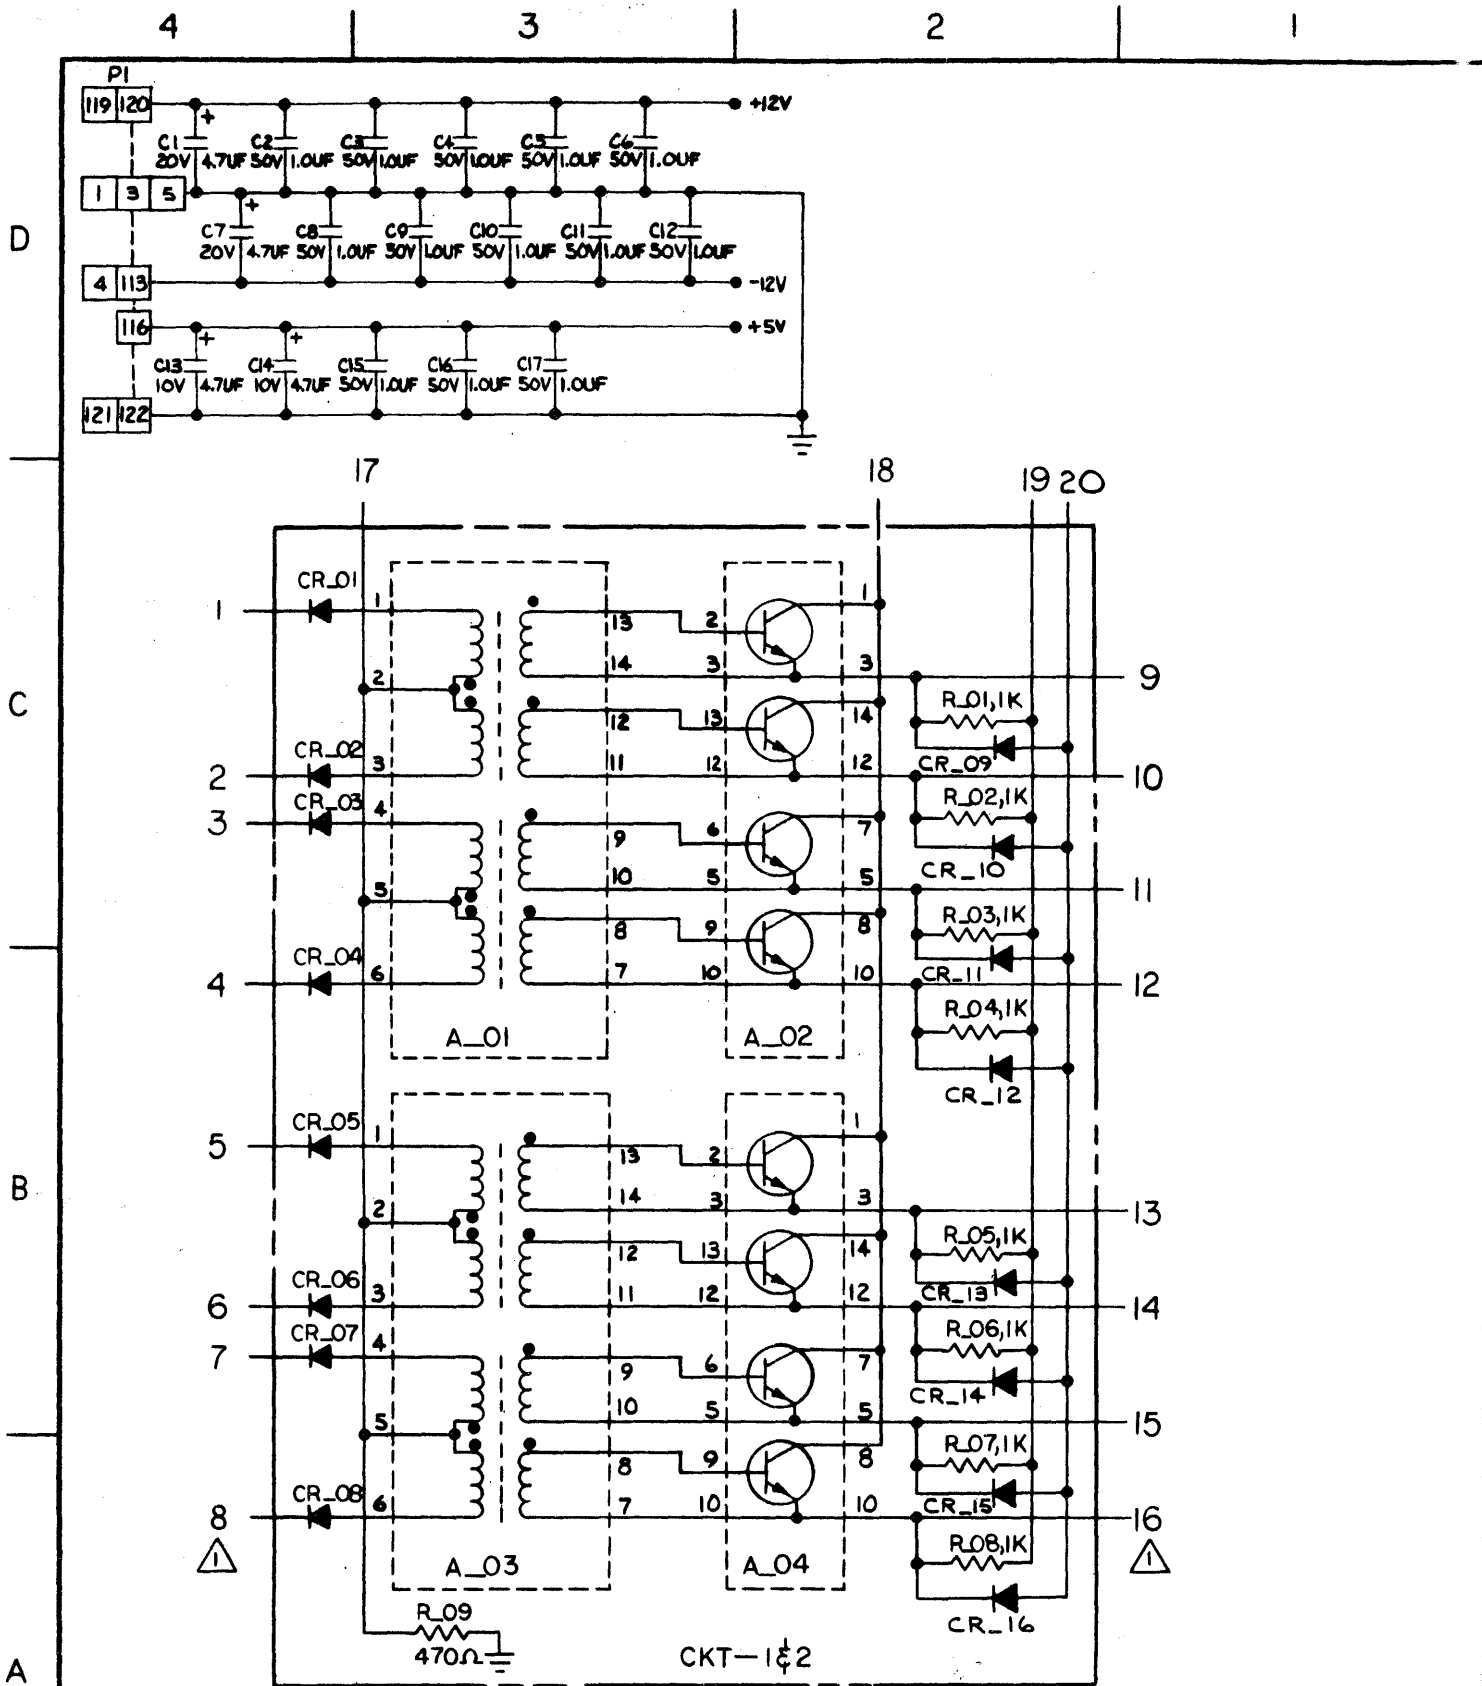 4 3 2 1
P1
119 120 +12V
+
C1 C2 C3 C4 C5 C6
20V 4.7UF 50V 1.0UF 50V 1.0UF 50V 1.0UF 50V 1.0UF 50V 1.0UF
1 3 5
+
D
C7 C8 C9 C10 C11 C12
20V 4.7UF 50V 1.0UF 50V 1.0UF 50V 1.0UF 50V 1.0UF 50V 1.0UF
4 113 -12V
116 +5V
+ +
C13 C14 C15 C16 C17
10V 4.7UF 10V 4.7UF 50V 1.0UF 50V 1.0UF 50V 1.0UF
121 122
17 18 19 20
CR_01
1 1 13 2 1
2 14 3 3 9
C
R_01,1K
12 13 14
CR_02 CR_09
2 3 11 12 12 10
CR_03 R_02,1K
3 4 9 6 7
CR_10
5 10 5 5 11
R_03,1K
8 9 8
CR_04 CR_11
4 6 7 10 10 12
R_04,1K
A_01 A_02
CR_12
CR_05
5 1 13 2 1
B
2 14 3 3 13
R_05,1K
12 13 14
CR_06 CR_13
6 3 11 12 12 14
CR_07 R_06,1K
7 4 9 6 7
CR_14
5 10 5 5 15
R_07,1K
8 9 8
CR_08 CR_15
8 6 7 10 10 16
R_08,1K
1 1
A_03 A_04
R_09
CR_16
470Ω
CKT-1&2
A